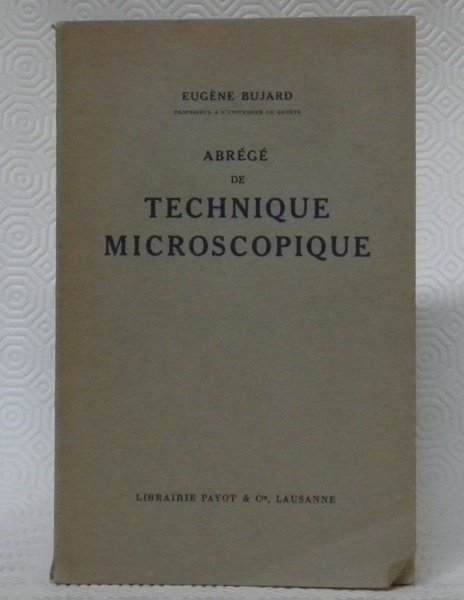 EUGÈNE BUJARD
PROFESSEUR A L'UNIVERSITÉ DE GENÈVE
ABRÉGÉ
DE
TECHNIQUE
MICROSCOPIQUE
LIBRAIRIE PAYOT & Cie, LAUSANNE